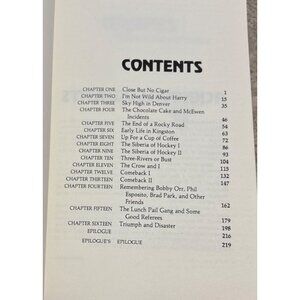 CONTENTS
CHAPTER ONE Close But No Cigar 1
CHAPTER TWO I'm Not Wild About Harry 15
CHAPTER THREE Sky High in Denver 35
CHAPTER FOUR The Chocolate Cake and McEwen
Incidents 46
CHAPTER FIVE The End of a Rocky Road 54
CHAPTER SIX Early Life in Kingston 63
CHAPTER SEVEN Up For a Cup of Coffee 72
CHAPTER EIGHT The Siberia of Hockey I 86
CHAPTER NINE The Siberia of Hockey II 93
CHAPTER TEN Three-Rivers or Bust 104
CHAPTER ELEVEN The Crow and I 115
CHAPTER TWELVE Comeback I 132
CHAPTER THIRTEEN Comeback II 147
CHAPTER FOURTEEN Remembering Bobby Orr, Phil
Esposito, Brad Park, and Other
Friends 162
CHAPTER FIFTEEN The Lunch Pail Gang and Some
Good Referees 179
CHAPTER SIXTEEN Triumph and Disaster 198
EPILOGUE 216
EPILOGUE'S EPILOGUE 219